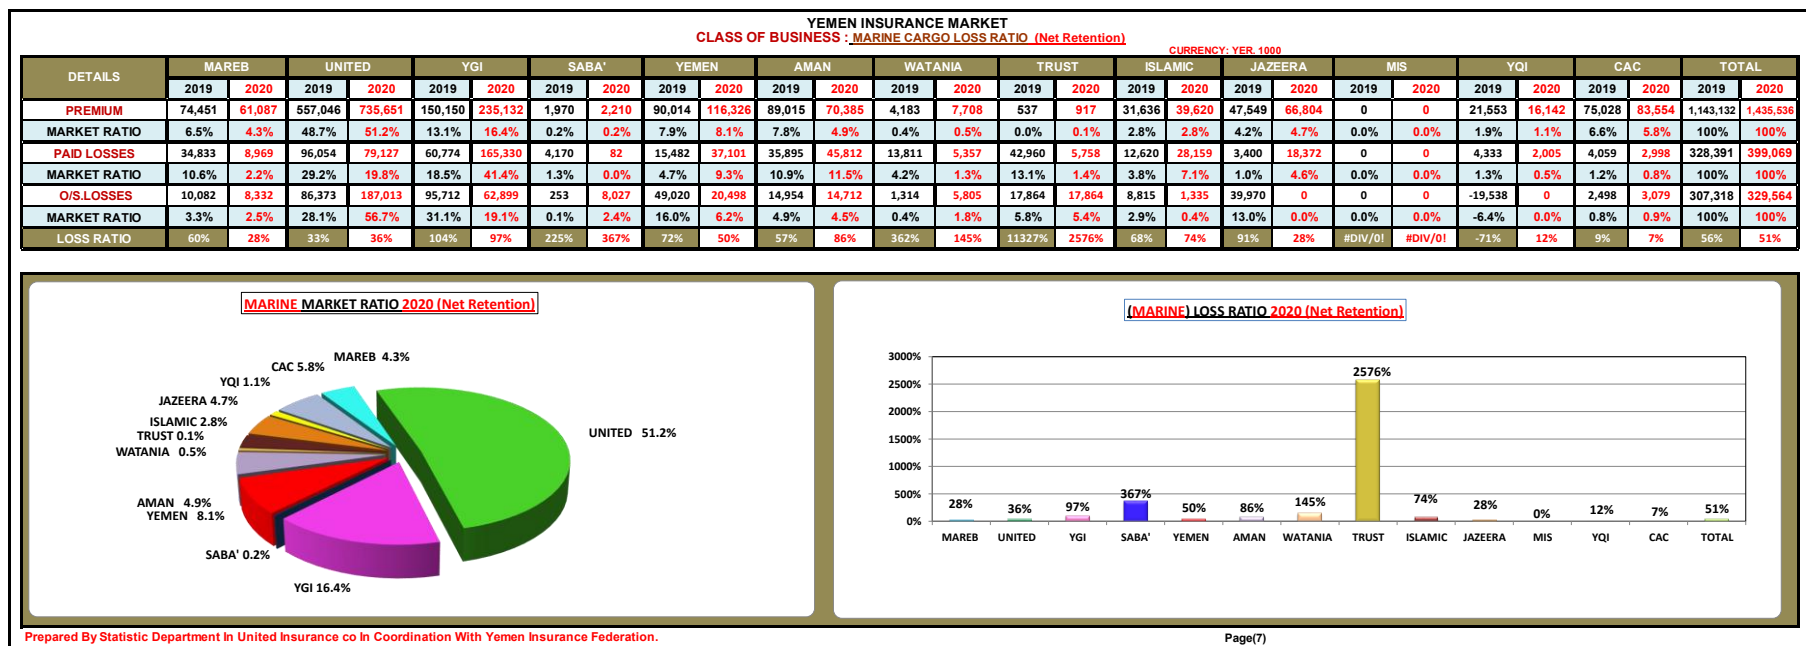 YEMEN INSURANCE MARKET
CLASS OF BUSINESS : MARINE CARGO LOSS RATIO (Net Retention)
CURRENCY: YER. 1000
DETAILS MAREB UNITED YGI SABA' YEMEN AMAN WATANIA TRUST ISLAMIC JAZEERA MIS YQI CAC TOTAL
2019 2020 2019 2020 2019 2020 2019 2020 2019 2020 2019 2020 2019 2020 2019 2020 2019 2020 2019 2020 2019 2020 2019 2020 2019 2020 2019 2020
PREMIUM 74,451 61,087 557,046 735,651 150,150 235,132 1,970 2,210 90,014 116,326 89,015 70,385 4,183 7,708 537 917 31,636 39,620 47,549 66,804 0 0 21,553 16,142 75,028 83,554 1,143,132 1,435,536
MARKET RATIO 6.5% 4.3% 48.7% 51.2% 13.1% 16.4% 0.2% 0.2% 7.9% 8.1% 7.8% 4.9% 0.4% 0.5% 0.0% 0.1% 2.8% 2.8% 4.2% 4.7% 0.0% 0.0% 1.9% 1.1% 6.6% 5.8% 100% 100%
PAID LOSSES 34,833 8,969 96,054 79,127 60,774 165,330 4,170 82 15,482 37,101 35,895 45,812 13,811 5,357 42,960 5,758 12,620 28,159 3,400 18,372 0 0 4,333 2,005 4,059 2,998 328,391 399,069
MARKET RATIO 10.6% 2.2% 29.2% 19.8% 18.5% 41.4% 1.3% 0.0% 4.7% 9.3% 10.9% 11.5% 4.2% 1.3% 13.1% 1.4% 3.8% 7.1% 1.0% 4.6% 0.0% 0.0% 1.3% 0.5% 1.2% 0.8% 100% 100%
O/S.LOSSES 10,082 8,332 86,373 187,013 95,712 62,899 253 8,027 49,020 20,498 14,954 14,712 1,314 5,805 17,864 17,864 8,815 1,335 39,970 0 0 0 -19,538 0 2,498 3,079 307,318 329,564
MARKET RATIO 3.3% 2.5% 28.1% 56.7% 31.1% 19.1% 0.1% 2.4% 16.0% 6.2% 4.9% 4.5% 0.4% 1.8% 5.8% 5.4% 2.9% 0.4% 13.0% 0.0% 0.0% 0.0% -6.4% 0.0% 0.8% 0.9% 100% 100%
LOSS RATIO 60% 28% 33% 36% 104% 97% 225% 367% 72% 50% 57% 86% 362% 145% 11327% 2576% 68% 74% 91% 28% #DIV/0! #DIV/0! -71% 12% 9% 7% 56% 51%
MARINE MARKET RATIO 2020 (Net Retention)
MAREB 4.3%
CAC 5.8%
YQI 1.1%
JAZEERA 4.7%
ISLAMIC 2.8%
TRUST 0.1%
WATANIA 0.5%
AMAN 4.9%
YEMEN 8.1%
SABA' 0.2%
YGI 16.4%
UNITED 51.2%
(MARINE) LOSS RATIO 2020 (Net Retention)
3000%
2500%
2000%
1500%
1000%
500%
0%
28% 36% 97% 367% 50% 86% 145% 2576% 74% 28% 0% 12% 7% 51%
MAREB UNITED YGI SABA' YEMEN AMAN WATANIA TRUST ISLAMIC JAZEERA MIS YQI CAC TOTAL
Prepared By Statistic Department In United Insurance co In Coordination With Yemen Insurance Federation.
Page(7)